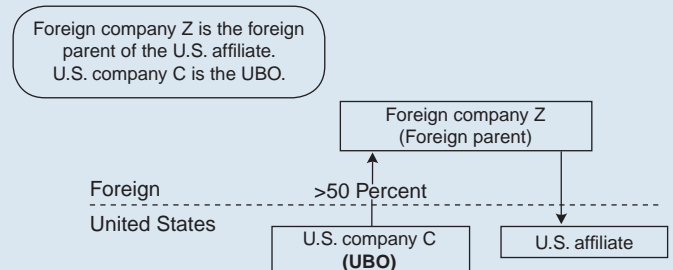 Foreign company Z is the foreign
parent of the U.S. affiliate.
U.S. company C is the UBO.
Foreign company Z
(Foreign parent)
Foreign
>50 Percent
United States
U.S. company C
(UBO)
U.S. affiliate